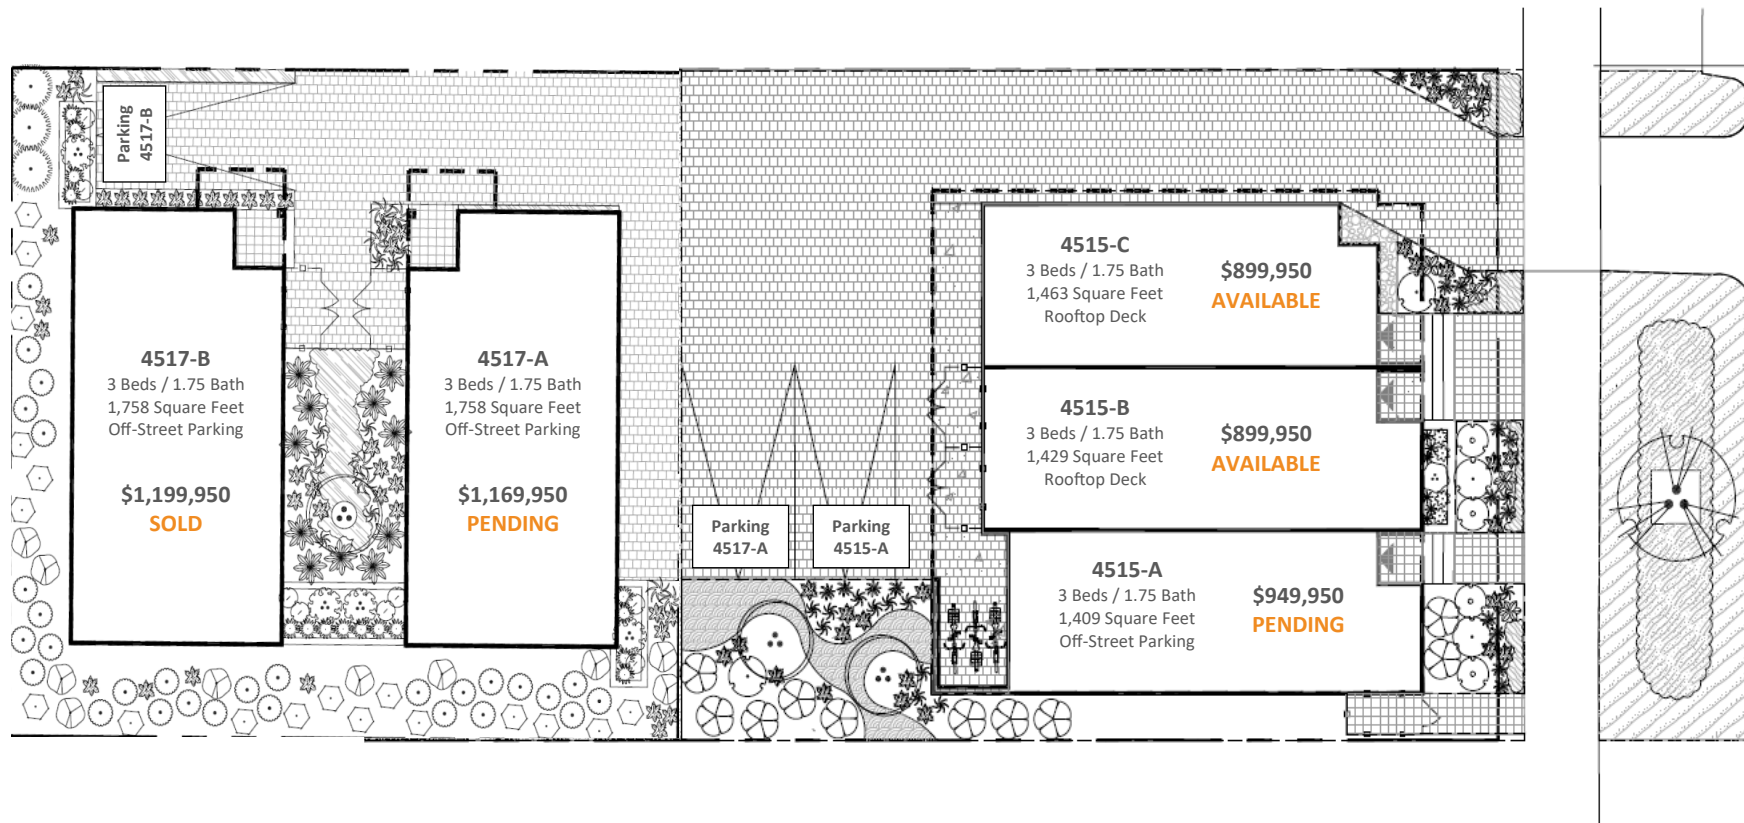 Parking
4517-B
4517-B
3 Beds / 1.75 Bath
1,758 Square Feet
Off-Street Parking
$1,199,950
SOLD
4517-A
3 Beds / 1.75 Bath
1,758 Square Feet
Off-Street Parking
$1,169,950
PENDING
Parking
4517-A
Parking
4515-A
4515-C
3 Beds / 1.75 Bath
1,463 Square Feet
Rooftop Deck
$899,950
AVAILABLE
4515-B
3 Beds / 1.75 Bath
1,429 Square Feet
Rooftop Deck
$899,950
AVAILABLE
4515-A
3 Beds / 1.75 Bath
1,409 Square Feet
Off-Street Parking
$949,950
PENDING